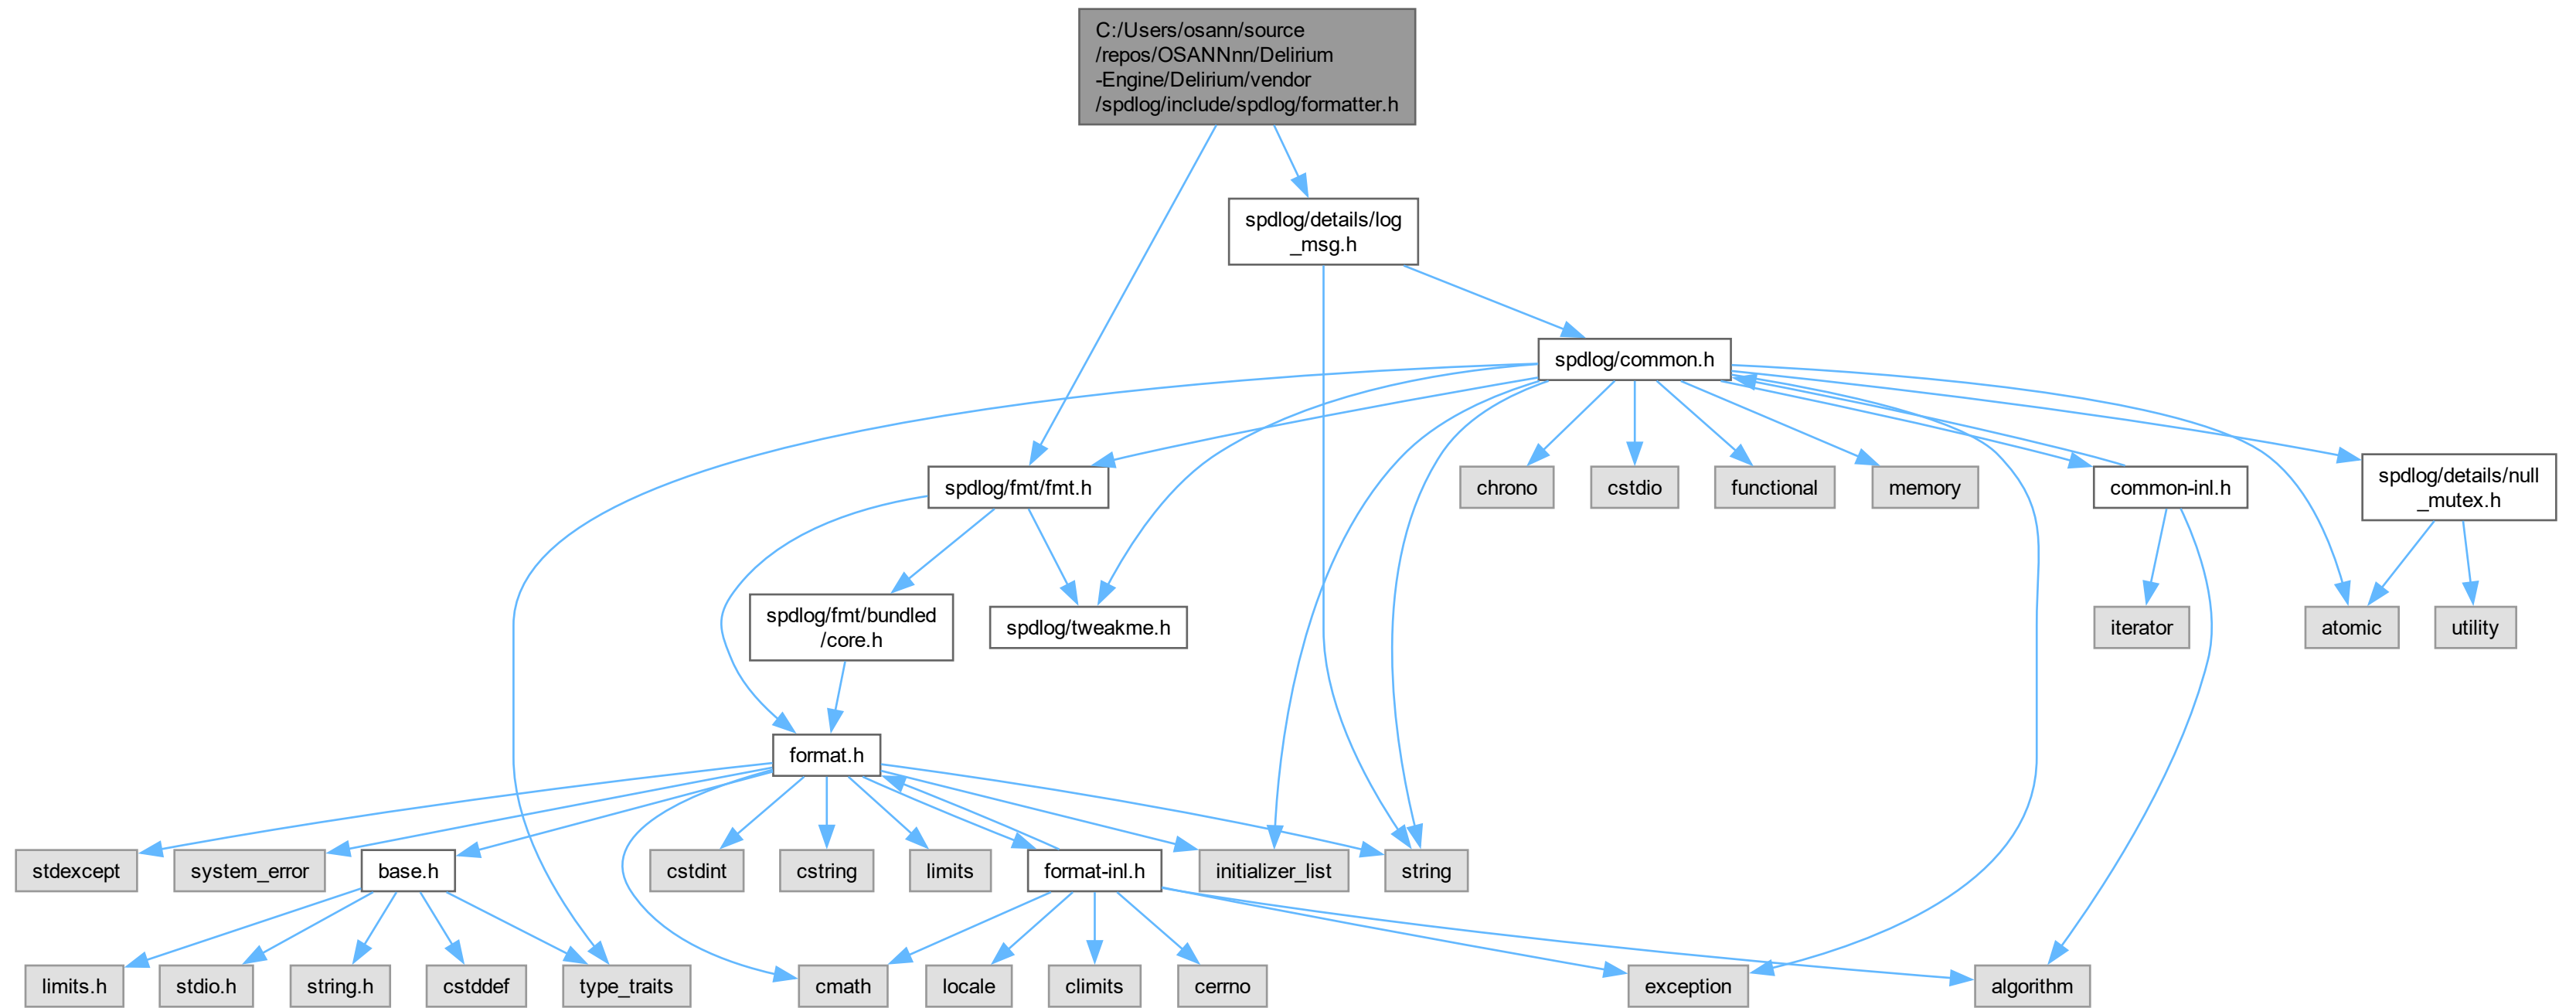 C:/Users/osann/source
/repos/OSANNnn/Delirium
-Engine/Delirium/vendor
/spdlog/include/spdlog/formatter.h
spdlog/details/log
_msg.h
spdlog/common.h
spdlog/fmt/fmt.h
chrono
cstdio
functional
memory
common-inl.h
spdlog/details/null
_mutex.h
spdlog/fmt/bundled
/core.h
spdlog/tweakme.h
iterator
atomic
utility
format.h
stdexcept
system_error
base.h
cstdint
cstring
limits
format-inl.h
initializer_list
string
limits.h
stdio.h
string.h
cstddef
type_traits
cmath
locale
climits
cerrno
exception
algorithm